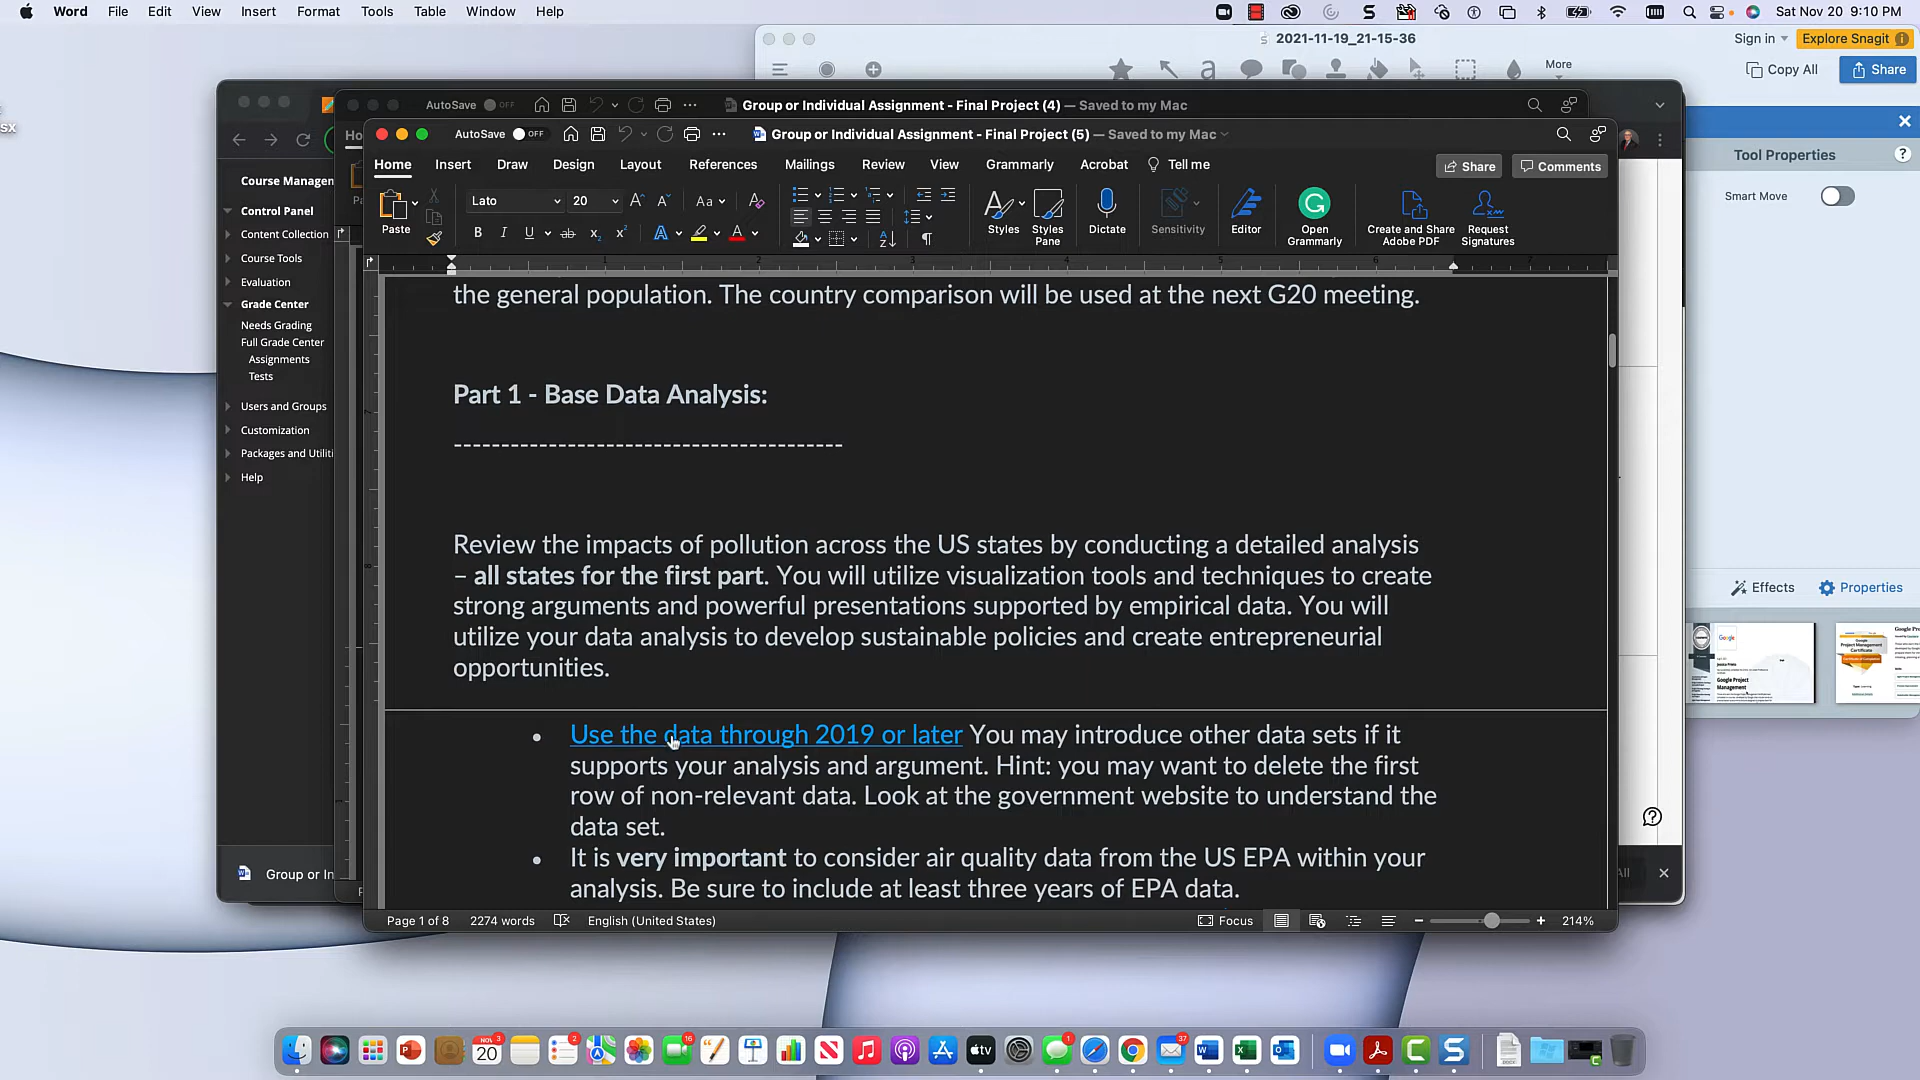 Word File Edit View Insert Format Tools Table Window Help
Sat Nov 20 9:10 PM
2021-11-19_21-15-36
Sign in
Explore Snagit
More
Copy All
Share
AutoSave OFF
Group or Individual Assignment - Final Project (4) — Saved to my Mac
AutoSave OFF
Group or Individual Assignment - Final Project (5) — Saved to my Mac
Home Insert Draw Design Layout References Mailings Review View Grammarly Acrobat Tell me
Share
Comments
Tool Properties
Smart Move
Lato
20
Paste
Styles
Styles Pane
Dictate
Sensitivity
Editor
Open Grammarly
Create and Share Adobe PDF
Request Signatures
Course Managem
Control Panel
Content Collection
Course Tools
Evaluation
Grade Center
Needs Grading
Full Grade Center
Assignments
Tests
Users and Groups
Customization
Packages and Utiliti
Help
the general population. The country comparison will be used at the next G20 meeting.
Part 1 - Base Data Analysis:
----------------------------------------
Review the impacts of pollution across the US states by conducting a detailed analysis
– all states for the first part. You will utilize visualization tools and techniques to create
strong arguments and powerful presentations supported by empirical data. You will
utilize your data analysis to develop sustainable policies and create entrepreneurial
opportunities.
• Use the data through 2019 or later You may introduce other data sets if it
supports your analysis and argument. Hint: you may want to delete the first
row of non-relevant data. Look at the government website to understand the
data set.
• It is very important to consider air quality data from the US EPA within your
analysis. Be sure to include at least three years of EPA data.
Effects
Properties
Group or In
Page 1 of 8
2274 words
English (United States)
Focus
214%